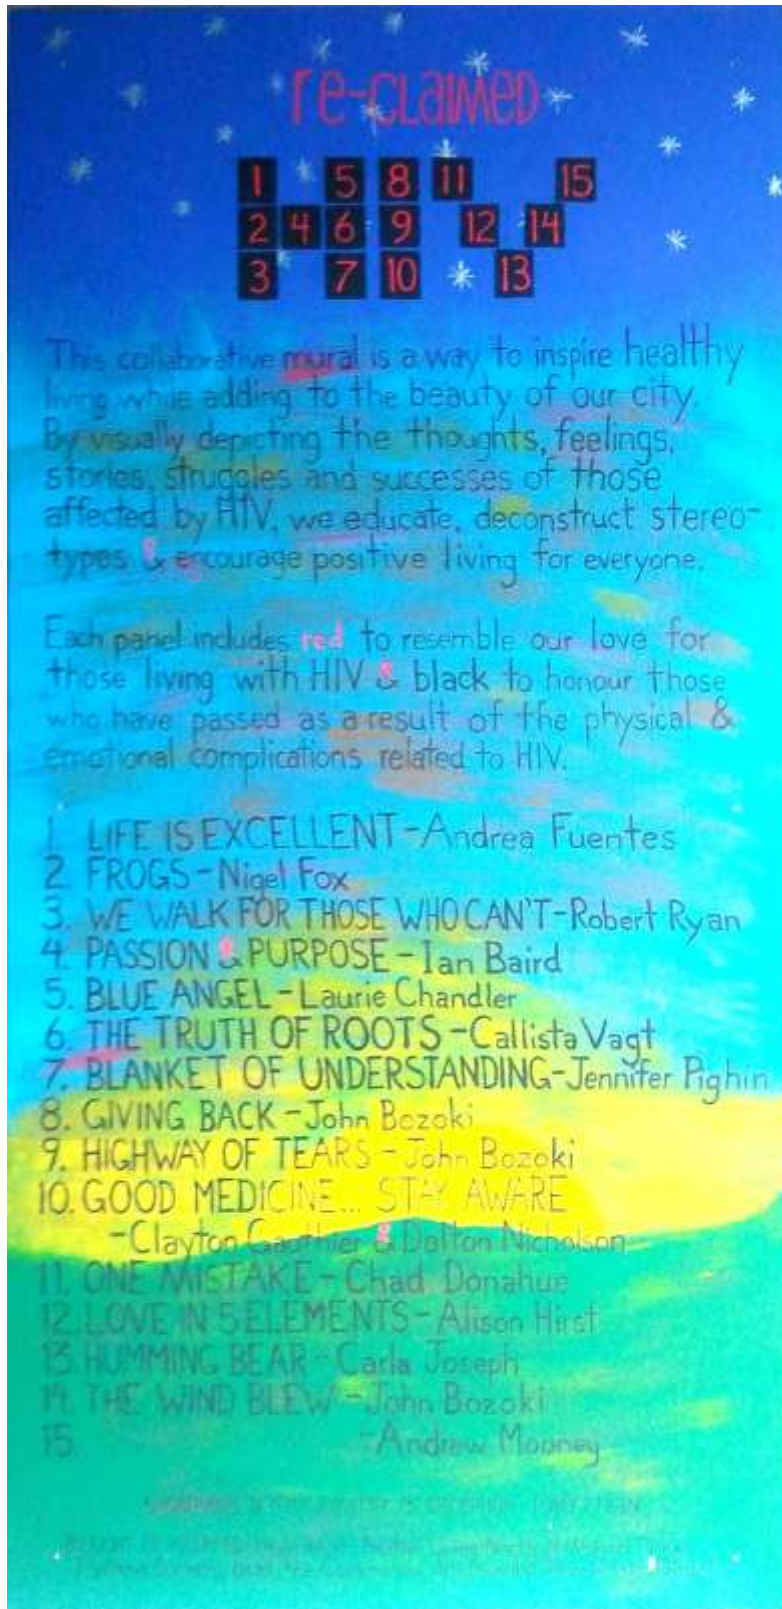 re-CLAIMED
1 5 8 11 15
2 4 6 9 12 14
3 7 10 13
This collaborative mural is a way to inspire healthy
living while adding to the beauty of our city.
By visually depicting the thoughts, feelings,
stories, struggles and successes of those
affected by HIV, we educate, deconstruct stereo-
types & encourage positive living for everyone.
Each panel includes red to resemble our love for
those living with HIV & black to honour those
who have passed as a result of the physical &
emotional complications related to HIV.
1. LIFE IS EXCELLENT - Andrea Fuentes
2. FROGS - Nigel Fox
3. WE WALK FOR THOSE WHO CAN'T - Robert Ryan
4. PASSION & PURPOSE - Ian Baird
5. BLUE ANGEL - Laurie Chandler
6. THE TRUTH OF ROOTS - Callista Vagt
7. BLANKET OF UNDERSTANDING - Jennifer Pighin
8. GIVING BACK - John Bozoki
9. HIGHWAY OF TEARS - John Bozoki
10. GOOD MEDICINE... STAY AWARE
- Clayton Gauthier & Dalton Nicholson
11. ONE MISTAKE - Chad Donahue
12. LOVE IN 5 ELEMENTS - Alison Hirst
13. HUMMING BEAR - Carla Joseph
14. THE WIND BLEW - John Bozoki
15. - Andrew Mooney